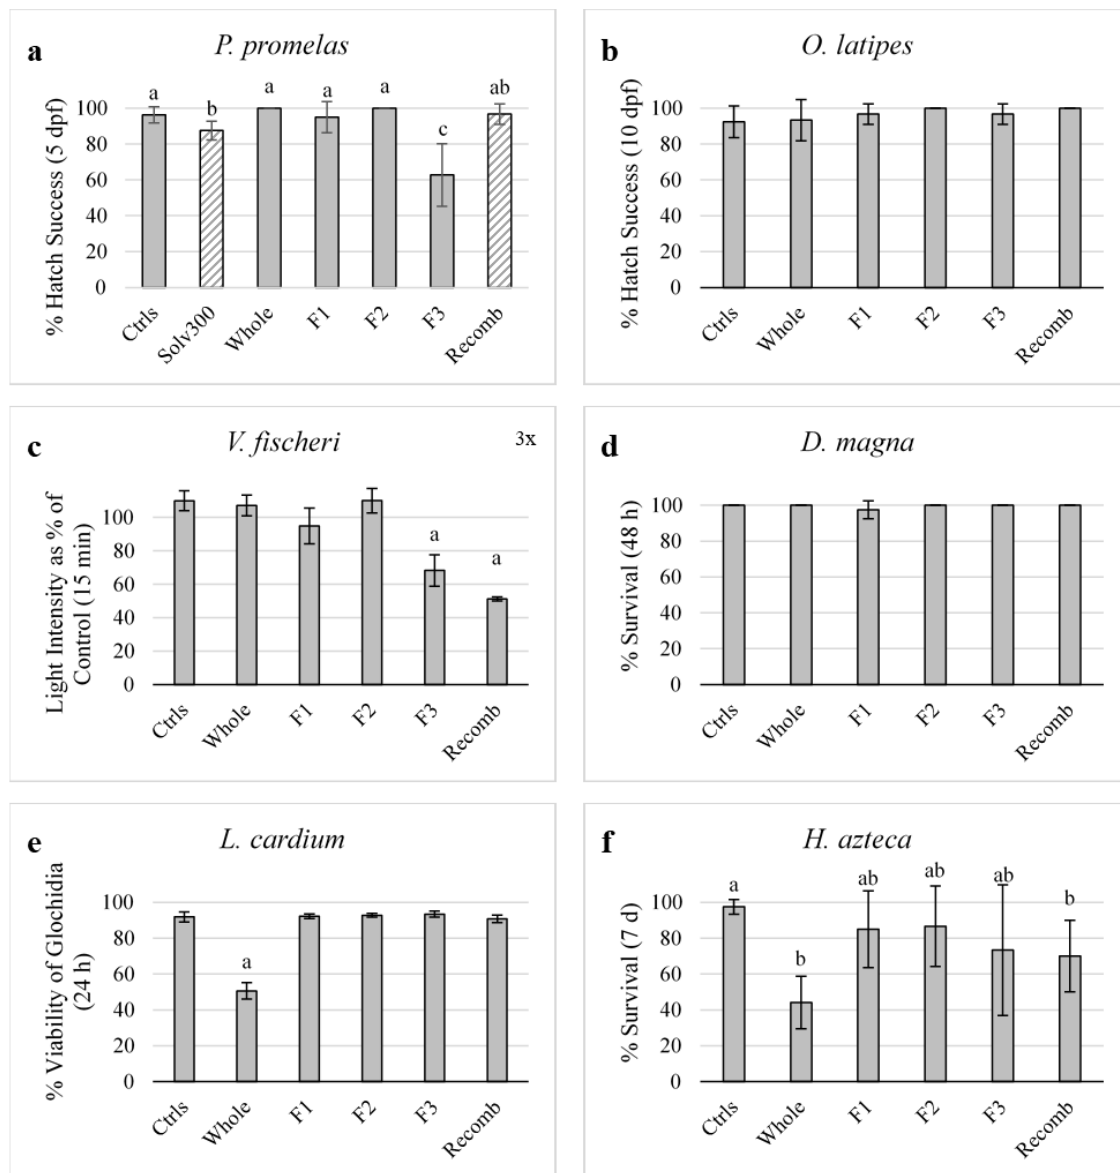 a
P. promelas
% Hatch Success (5 dpf)
100
80
60
40
20
0
a
b
a
a
a
c
ab
Ctrls
Solv300
Whole
F1
F2
F3
Recomb
b
O. latipes
% Hatch Success (10 dpf)
100
80
60
40
20
0
Ctrls
Whole
F1
F2
F3
Recomb
c
V. fischeri
3x
Light Intensity as % of
Control (15 min)
100
80
60
40
20
0
a
a
Ctrls
Whole
F1
F2
F3
Recomb
d
D. magna
% Survival (48 h)
100
80
60
40
20
0
Ctrls
Whole
F1
F2
F3
Recomb
e
L. cardium
% Viability of Glochidia
(24 h)
100
80
60
40
20
0
a
Ctrls
Whole
F1
F2
F3
Recomb
f
H. azteca
% Survival (7 d)
100
80
60
40
20
0
a
b
ab
ab
ab
b
Ctrls
Whole
F1
F2
F3
Recomb